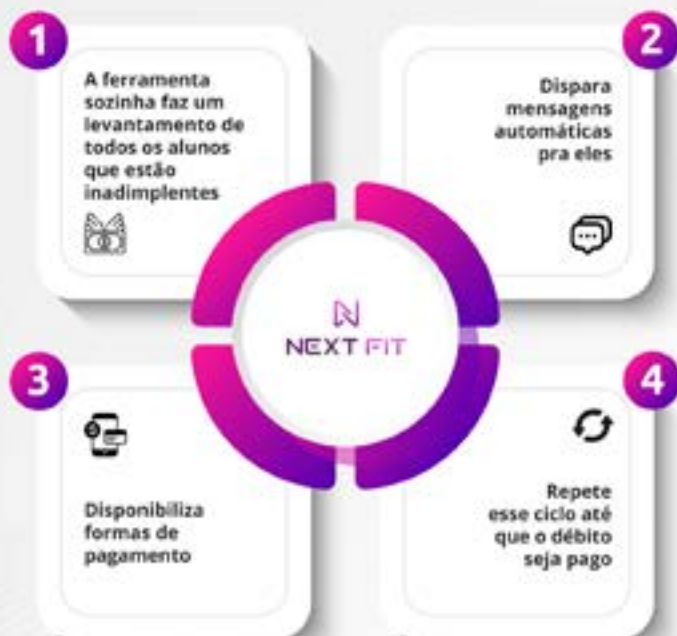 1
A ferramenta
sozinha faz um
levantamento de
todos os alunos
que estão
inadimplentes
2
Dispara
mensagens
automáticas
pra eles
NEXT FIT
3
Disponibiliza
formas de
pagamento
4
Repete
esse ciclo até
que o débito
seja pago